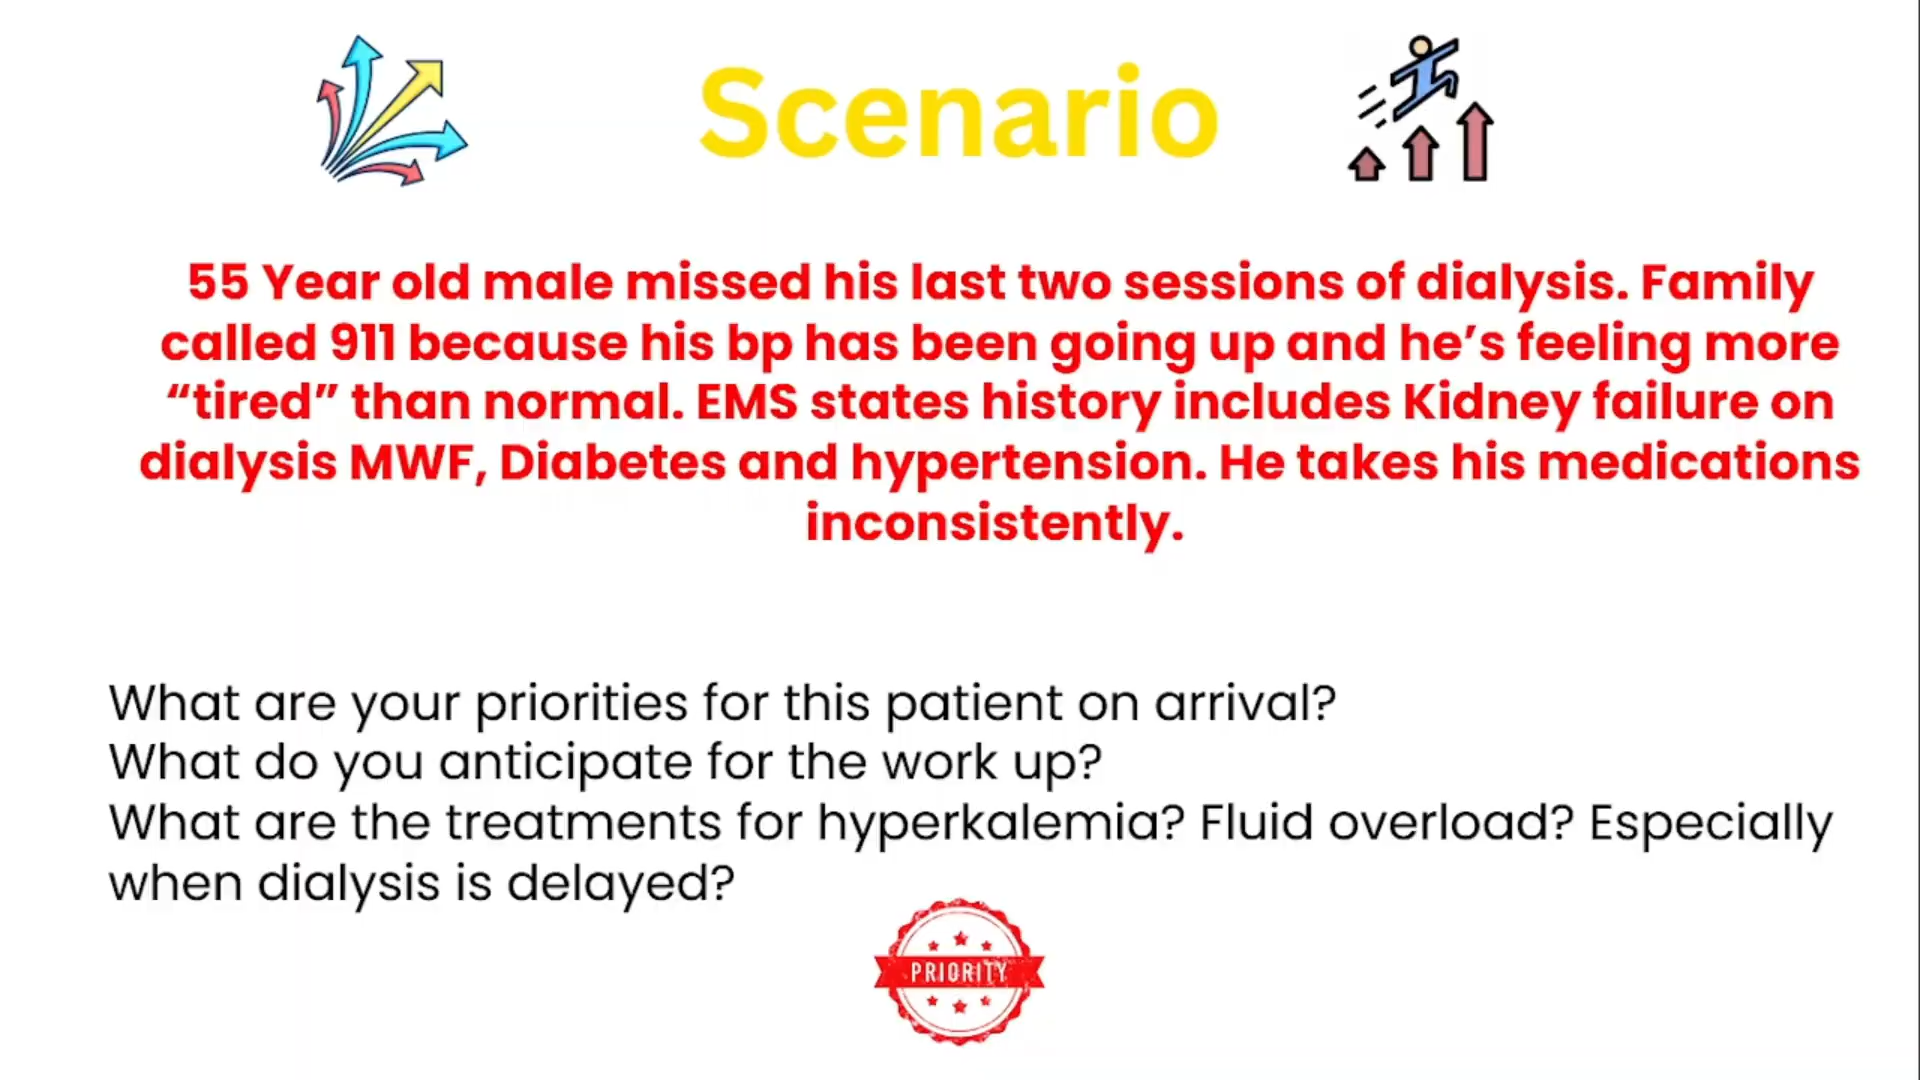 Scenario
55 Year old male missed his last two sessions of dialysis. Family
called 911 because his bp has been going up and he’s feeling more
“tired” than normal. EMS states history includes Kidney failure on
dialysis MWF, Diabetes and hypertension. He takes his medications
inconsistently.
What are your priorities for this patient on arrival?
What do you anticipate for the work up?
What are the treatments for hyperkalemia? Fluid overload? Especially
when dialysis is delayed?
PRIORITY